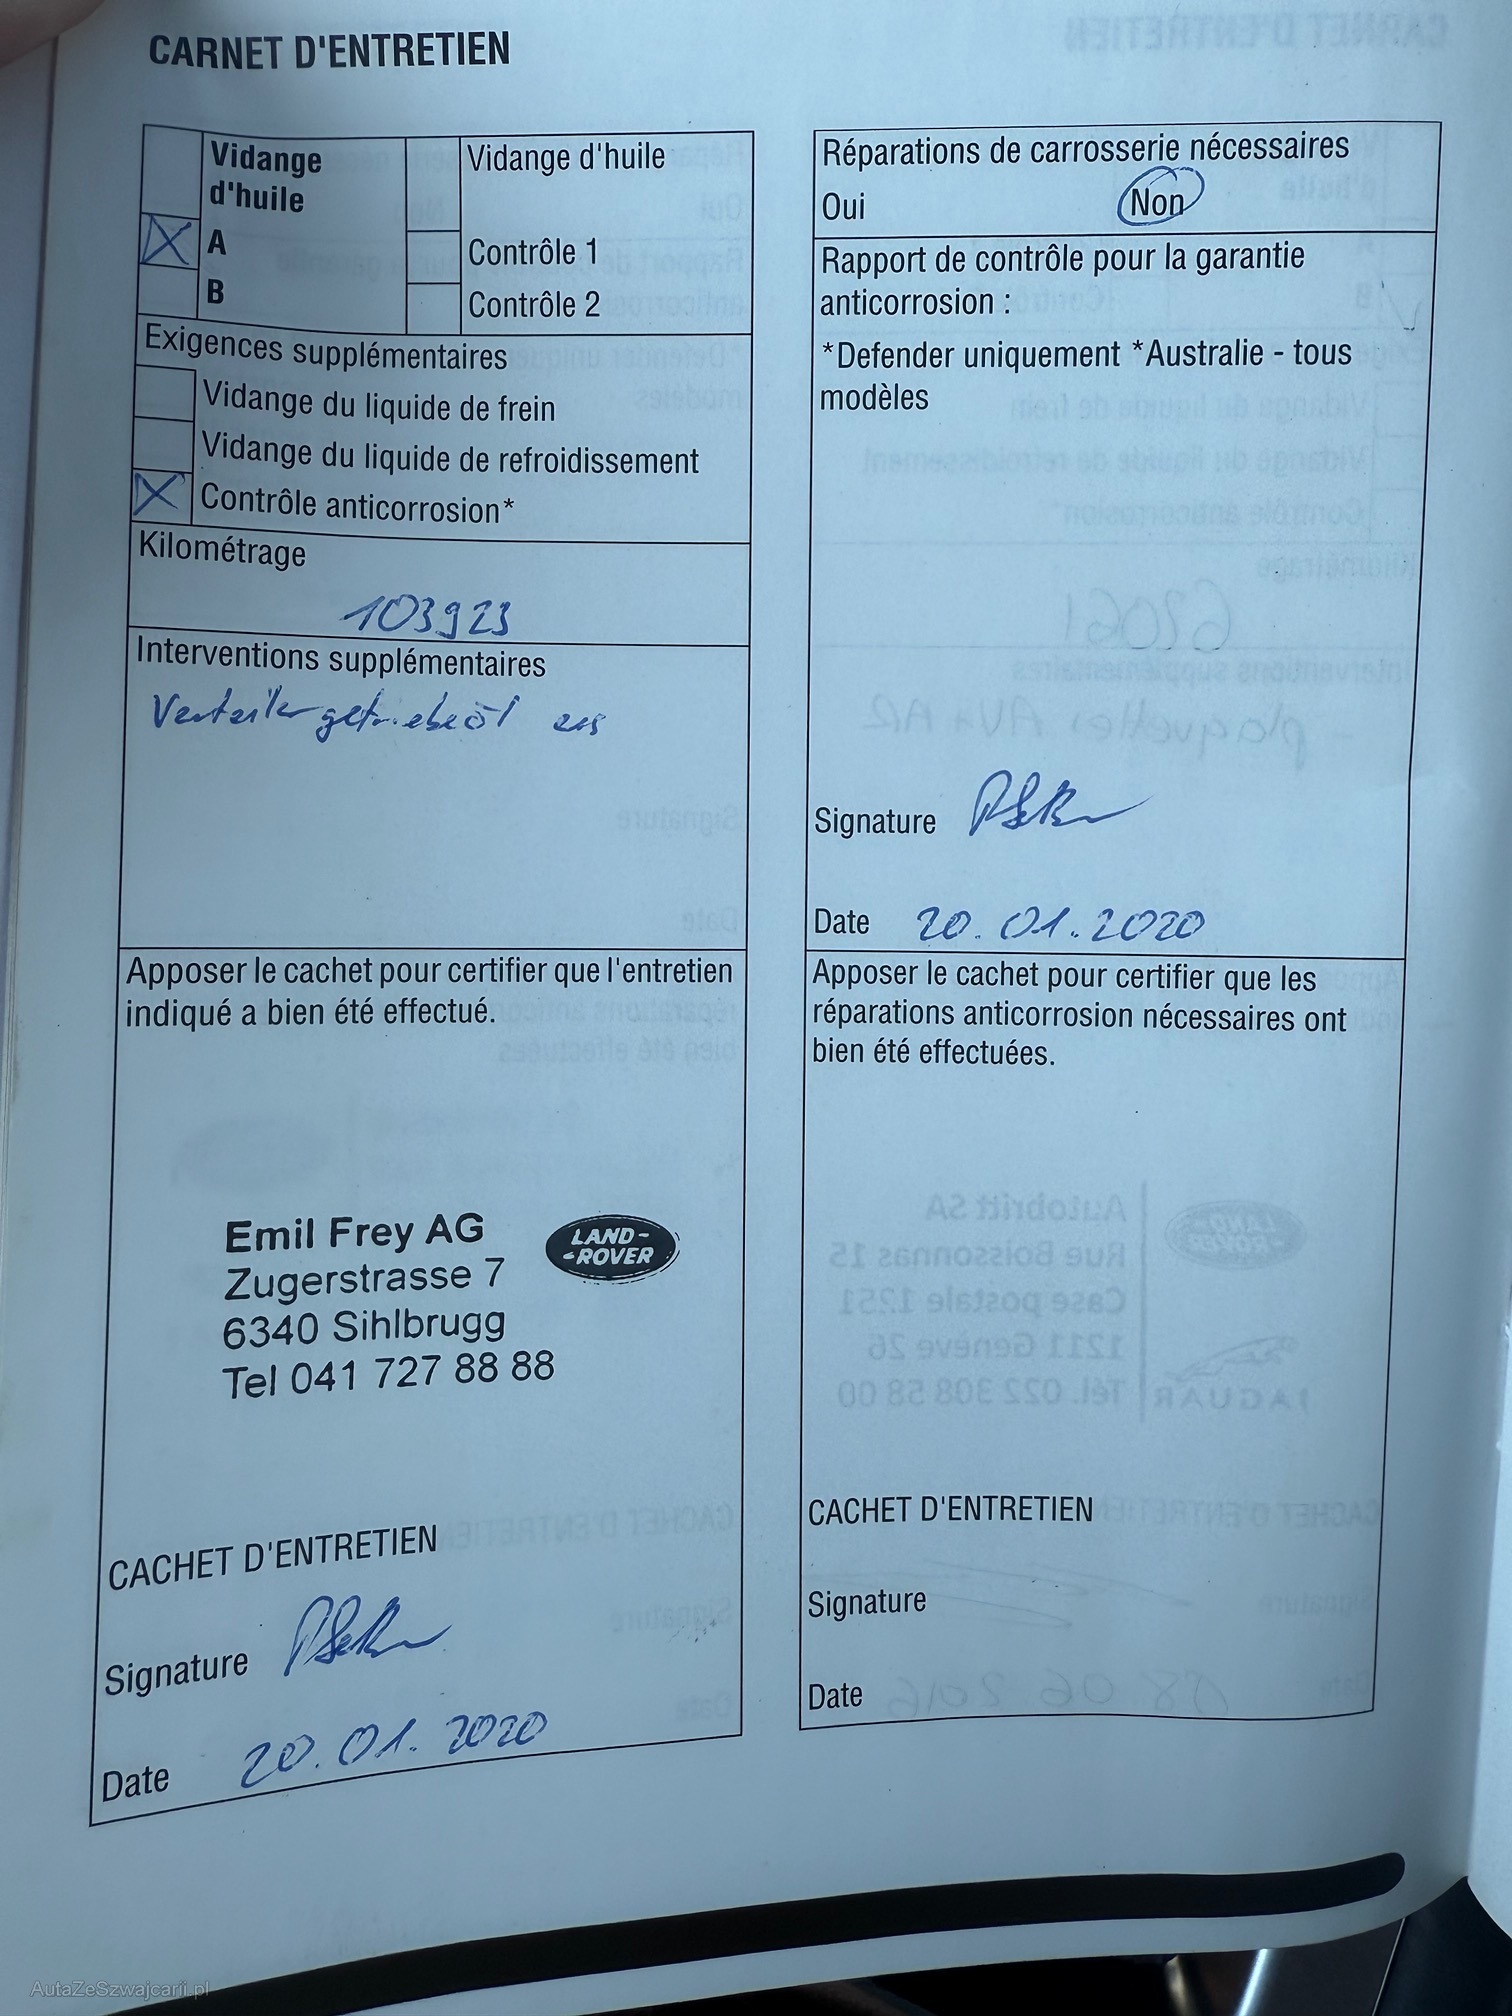 CARNET D'ENTRETIEN
Vidange
d'huile
A
B
Vidange d'huile
Contrôle 1
Contrôle 2
Exigences supplémentaires
Vidange du liquide de frein
Vidange du liquide de refroidissement
Contrôle anticorrosion*
Kilométrage
103923
Interventions supplémentaires
Verteilergetriebeöl ers
Apposer le cachet pour certifier que l'entretien
indiqué a bien été effectué.
Emil Frey AG
Zugerstrasse 7
6340 Sihlbrugg
Tel 041 727 88 88
LAND-
-ROVER
CACHET D'ENTRETIEN
Signature
Date 20.01.2020
Réparations de carrosserie nécessaires
Oui Non
Rapport de contrôle pour la garantie
anticorrosion :
*Defender uniquement *Australie - tous
modèles
Signature
Date 20.01.2020
Apposer le cachet pour certifier que les
réparations anticorrosion nécessaires ont
bien été effectuées.
CACHET D'ENTRETIEN
Signature
Date
AutaZeSzwajcarii.pl